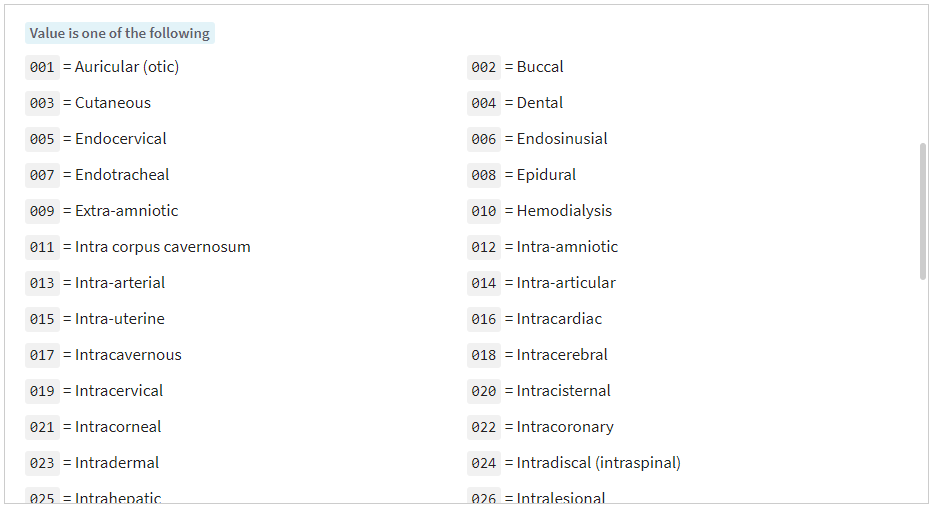 Value is one of the following
001 = Auricular (otic) 002 = Buccal
003 = Cutaneous 004 = Dental
005 = Endocervical 006 = Endosinusial
007 = Endotracheal 008 = Epidural
009 = Extra-amniotic 010 = Hemodialysis
011 = Intra corpus cavernosum 012 = Intra-amniotic
013 = Intra-arterial 014 = Intra-articular
015 = Intra-uterine 016 = Intracardiac
017 = Intracavernous 018 = Intracerebral
019 = Intracervical 020 = Intracisternal
021 = Intracorneal 022 = Intracoronary
023 = Intradermal 024 = Intradiscal (intraspinal)
025 = Intrahepatic 026 = Intralesional